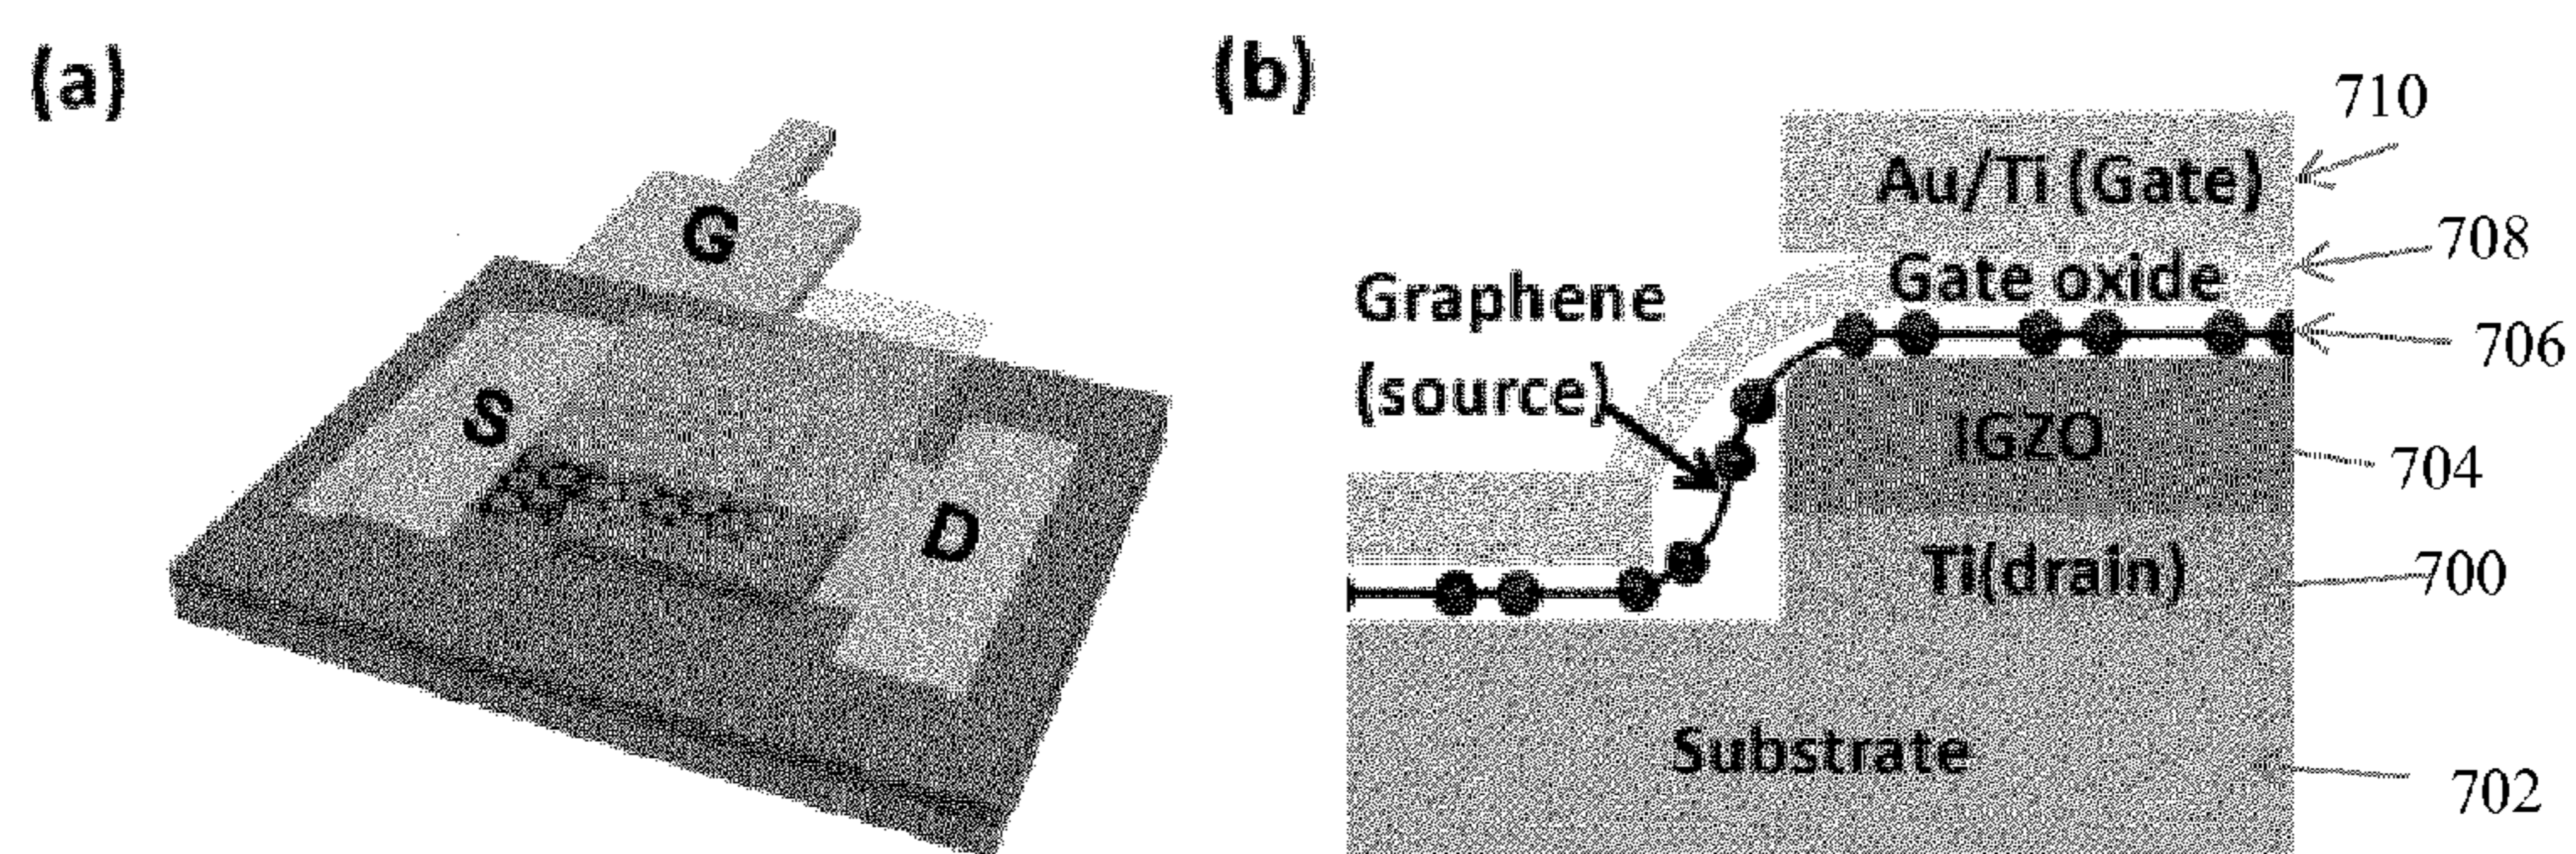 (a)
G
S
D
(b)
710
Au/Ti (Gate)
708
Gate oxide
Graphene
(source)
706
IGZO
704
Ti(drain)
700
Substrate
702